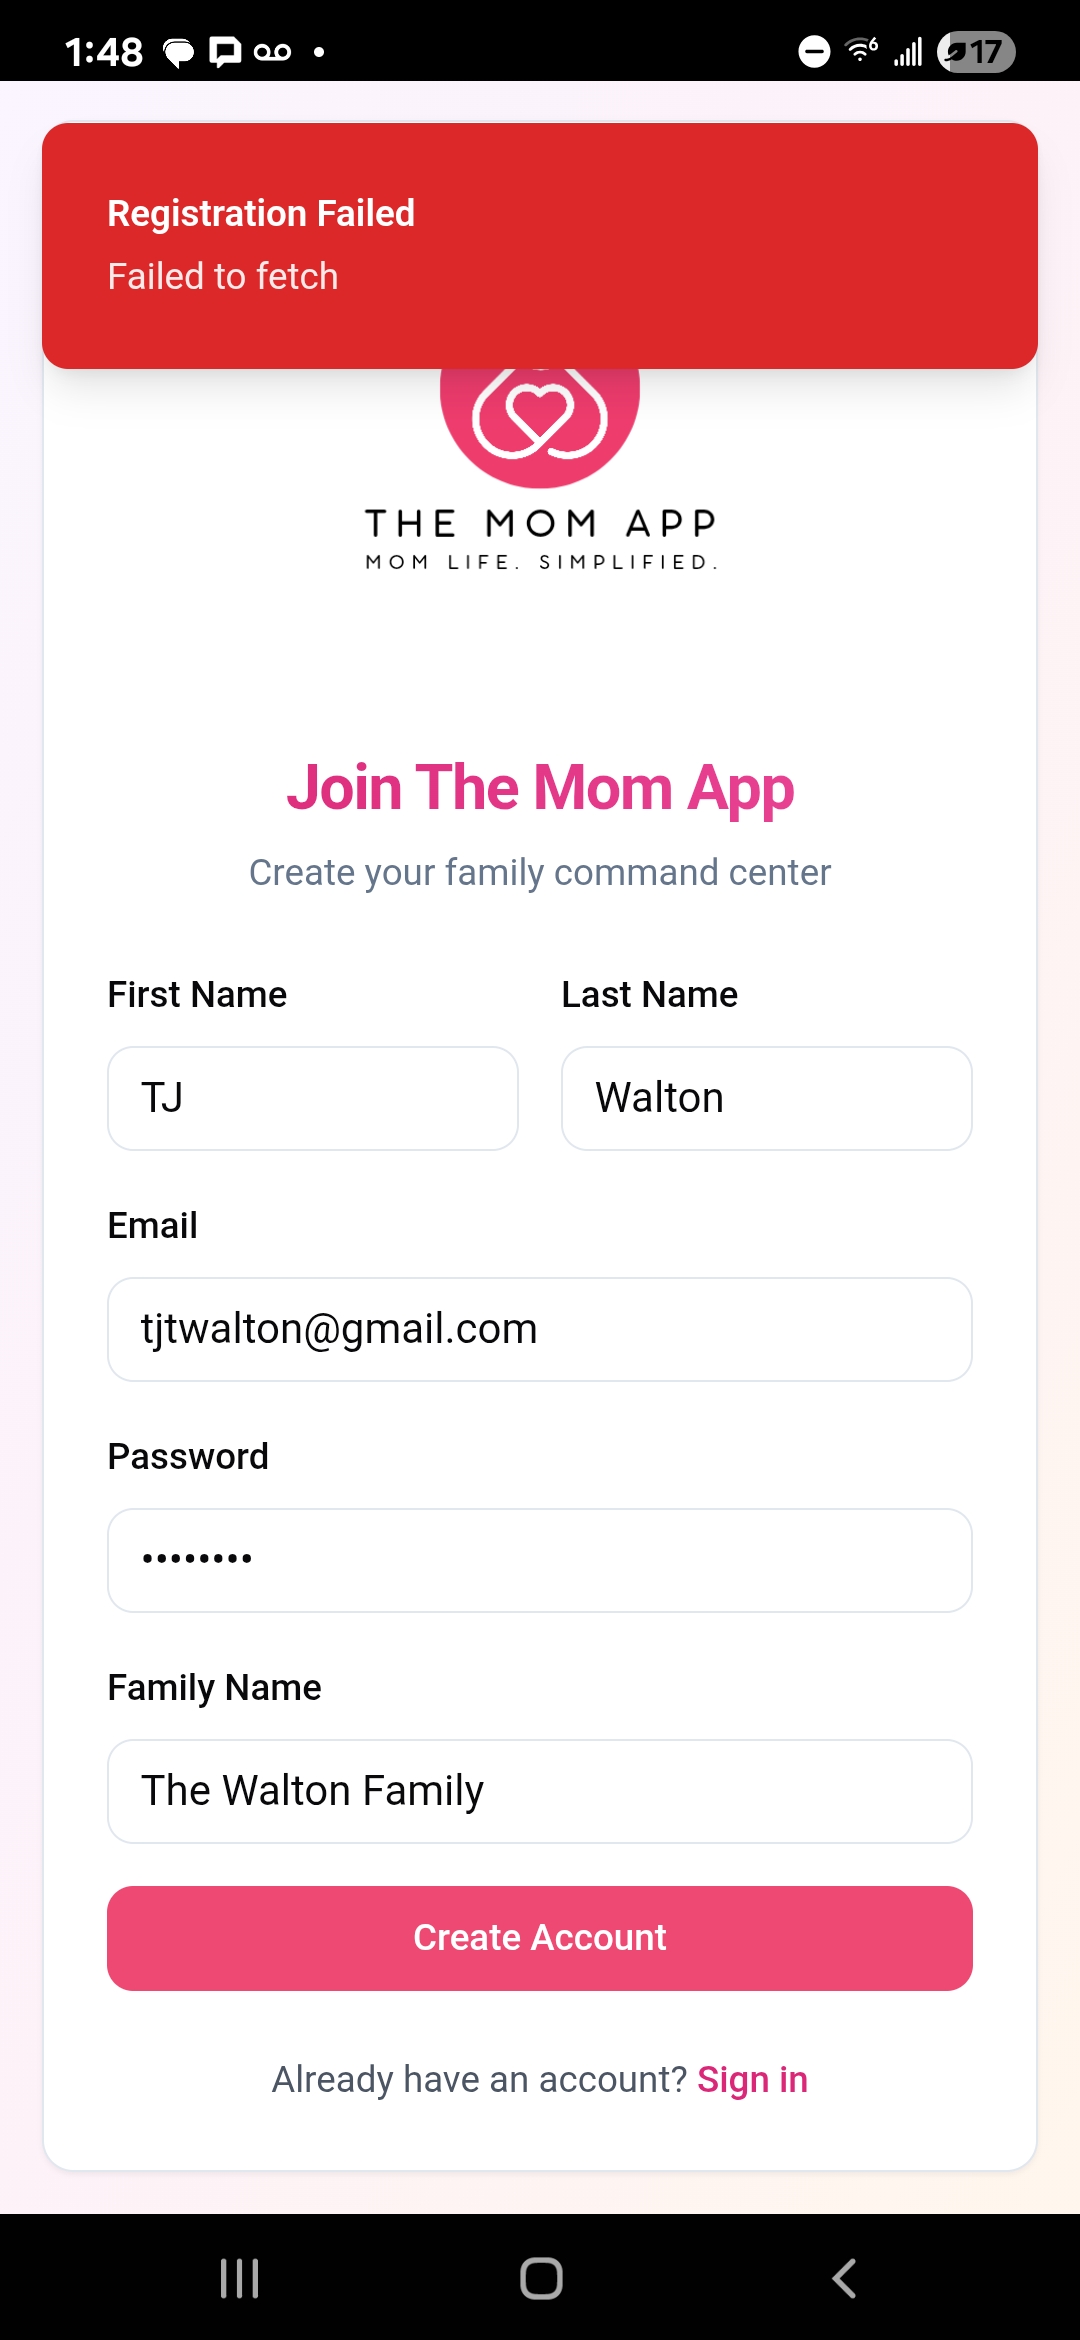 1:48
6
17
Registration Failed
Failed to fetch
THE MOM APP
MOM LIFE. SIMPLIFIED.
Join The Mom App
Create your family command center
First Name
Last Name
TJ
Walton
Email
tjtwalton@gmail.com
Password
••••••••
Family Name
The Walton Family
Create Account
Already have an account? Sign in